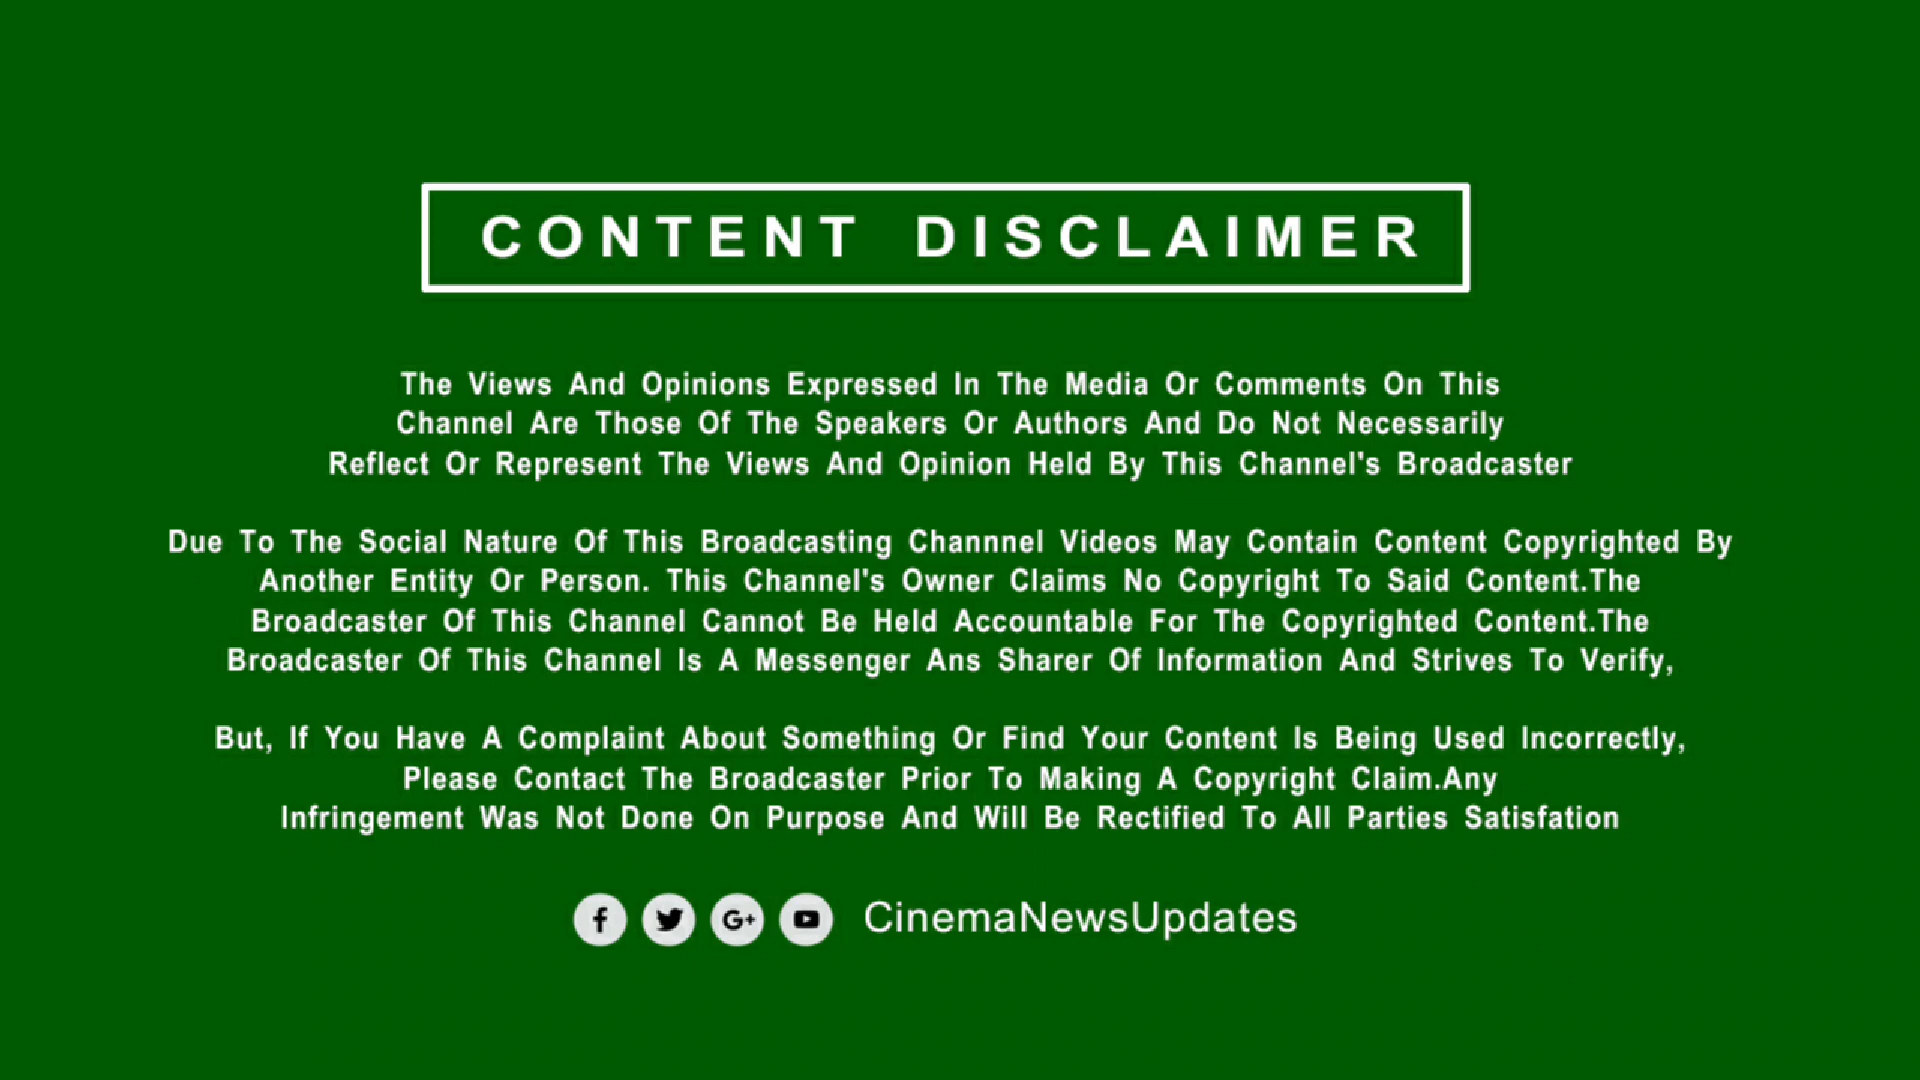 CONTENT DISCLAIMER
The Views And Opinions Expressed In The Media Or Comments On This
Channel Are Those Of The Speakers Or Authors And Do Not Necessarily
Reflect Or Represent The Views And Opinion Held By This Channel's Broadcaster
Due To The Social Nature Of This Broadcasting Channnel Videos May Contain Content Copyrighted By
Another Entity Or Person. This Channel's Owner Claims No Copyright To Said Content.The
Broadcaster Of This Channel Cannot Be Held Accountable For The Copyrighted Content.The
Broadcaster Of This Channel Is A Messenger Ans Sharer Of Information And Strives To Verify,
But, If You Have A Complaint About Something Or Find Your Content Is Being Used Incorrectly,
Please Contact The Broadcaster Prior To Making A Copyright Claim.Any
Infringement Was Not Done On Purpose And Will Be Rectified To All Parties Satisfation
CinemaNewsUpdates